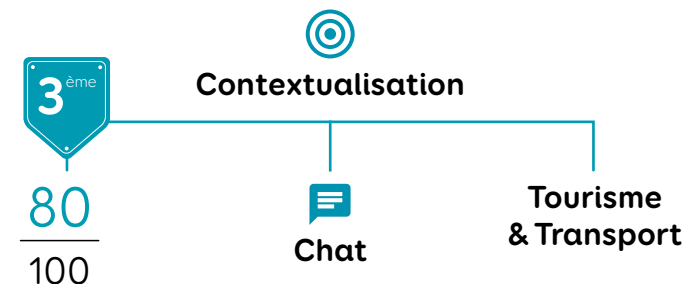 Contextualisation
3ème
80
100
Chat
Tourisme
& Transport